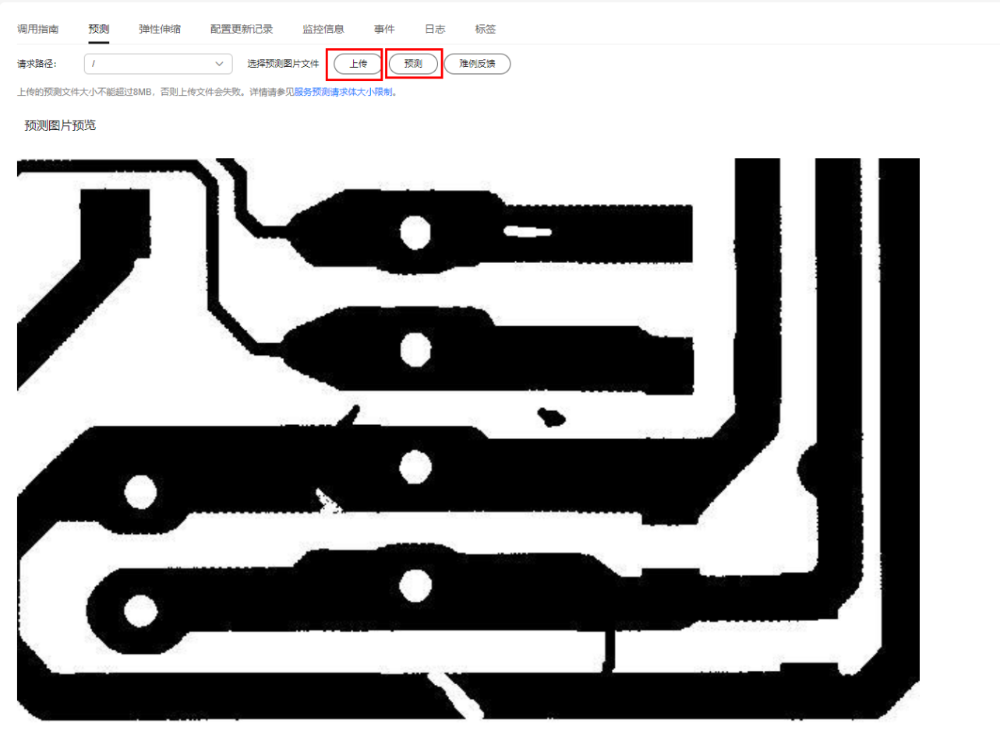 调用指南 预测 弹性伸缩 配置更新记录 监控信息 事件 日志 标签
请求路径： / 选择预测图片文件 上传 预测 难例反馈
上传的预测文件大小不能超过8MB，否则上传文件会失败。详情请参见服务预测请求体大小限制。
预测图片预览